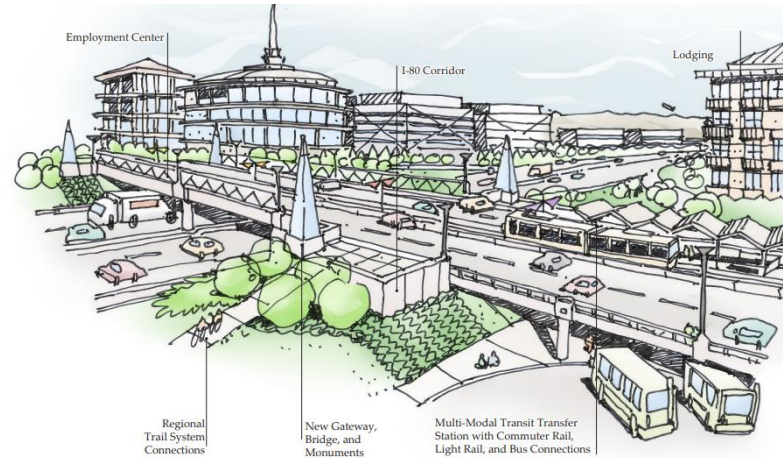 Employment Center
I-80 Corridor
Lodging
Regional
Trail System
Connections
New Gateway,
Bridge, and
Monuments
Multi-Modal Transit Transfer
Station with Commuter Rail,
Light Rail, and Bus Connections